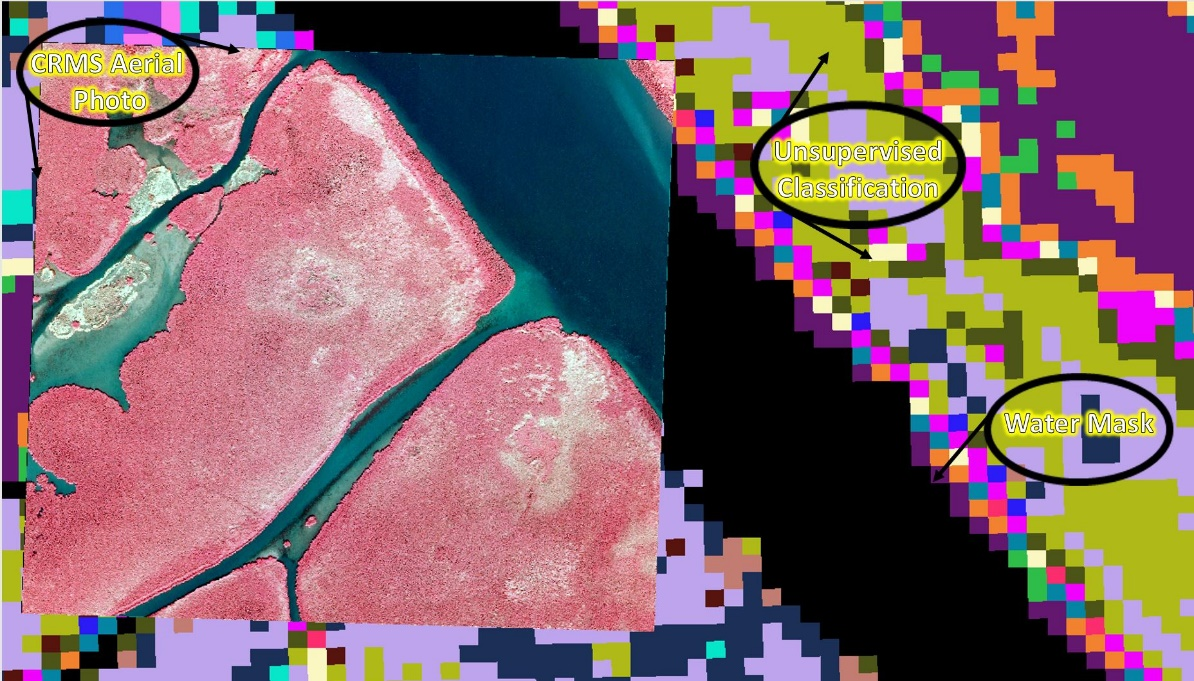 CRMS Aerial
Photo
Unsupervised
Classification
Water Mask